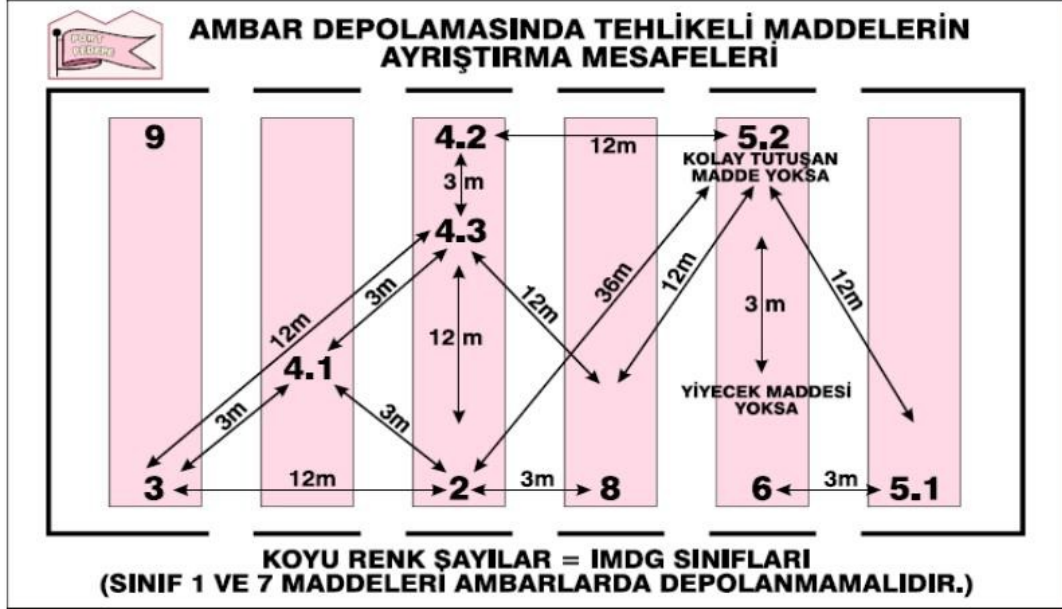 PORT
AMBAR DEPOLAMASINDA TEHLİKELİ MADDELERİN
AYRIŞTIRMA MESAFELERİ
9
4.2
12m
5.2
KOLAY TUTUŞAN
MADDE YOKSA
3 m
4.3
12m
3m
12m
36m
12m
3 m
12m
12 m
4.1
3m
3m
YİYECEK MADDESİ
YOKSA
3
12m
2
3m
8
6
3m
5.1
KOYU RENK SAYILAR = IMDG SINIFLARI
(SINIF 1 VE 7 MADDELERİ AMBARLARDA DEPOLANMAMALIDIR.)